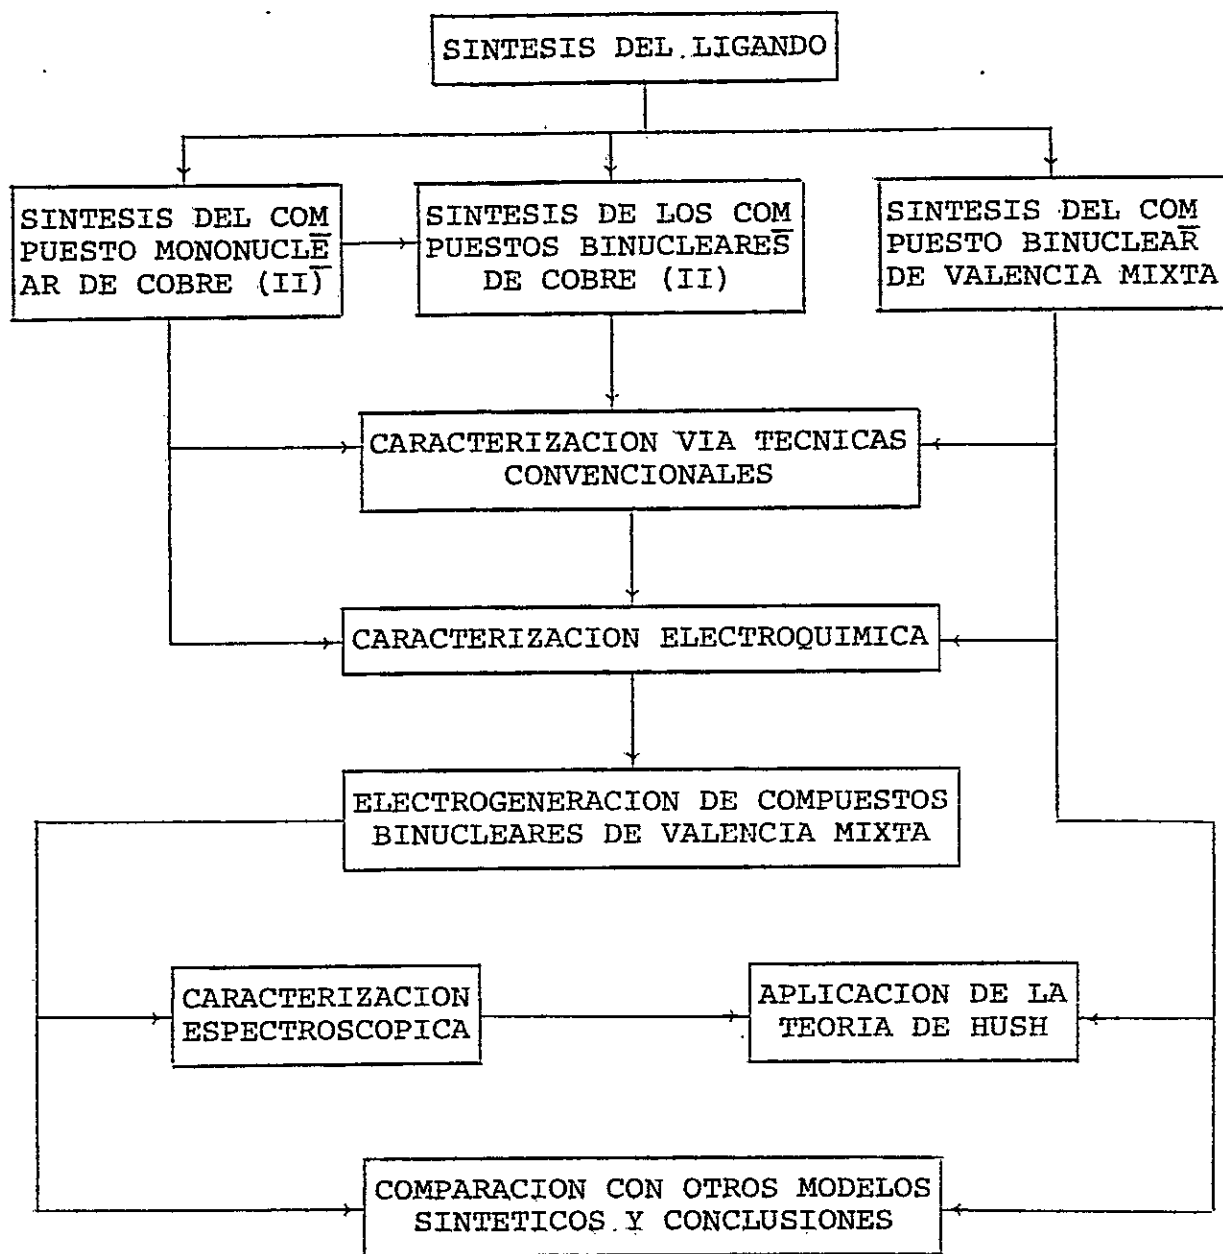 SINTESIS DEL LIGANDO
SINTESIS DEL COM
PUESTO MONONUCLE
AR DE COBRE (II)
SINTESIS DE LOS COM
PUESTOS BINUCLEARES
DE COBRE (II)
SINTESIS DEL COM
PUESTO BINUCLEAR
DE VALENCIA MIXTA
CARACTERIZACION VIA TECNICAS
CONVENCIONALES
CARACTERIZACION ELECTROQUIMICA
ELECTROGENERACION DE COMPUESTOS
BINUCLEARES DE VALENCIA MIXTA
CARACTERIZACION
ESPECTROSCOPICA
APLICACION DE LA
TEORIA DE HUSH
COMPARACION CON OTROS MODELOS
SINTETICOS Y CONCLUSIONES